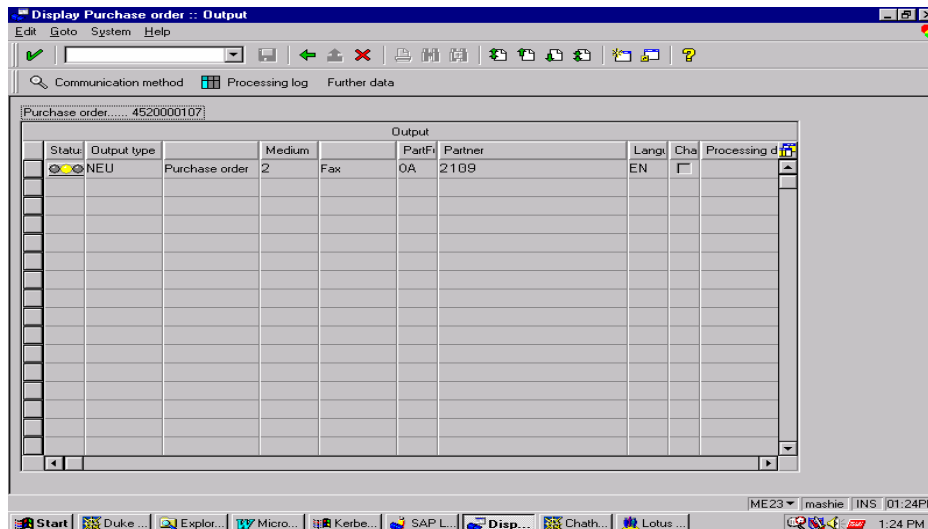 Display Purchase order :: Output
Edit Goto System Help
Communication method Processing log Further data
Purchase order...... 4520000107
Output
Statu: Output type Medium PartFi Partner Langu Cha Processing d
NEU Purchase order 2 Fax 0A 2109 EN
ME23 mashie INS 01:24P
Start Duke ... Explor... Micro... Kerbe... SAP L... Disp... Chath... Lotus ... 1:24 PM